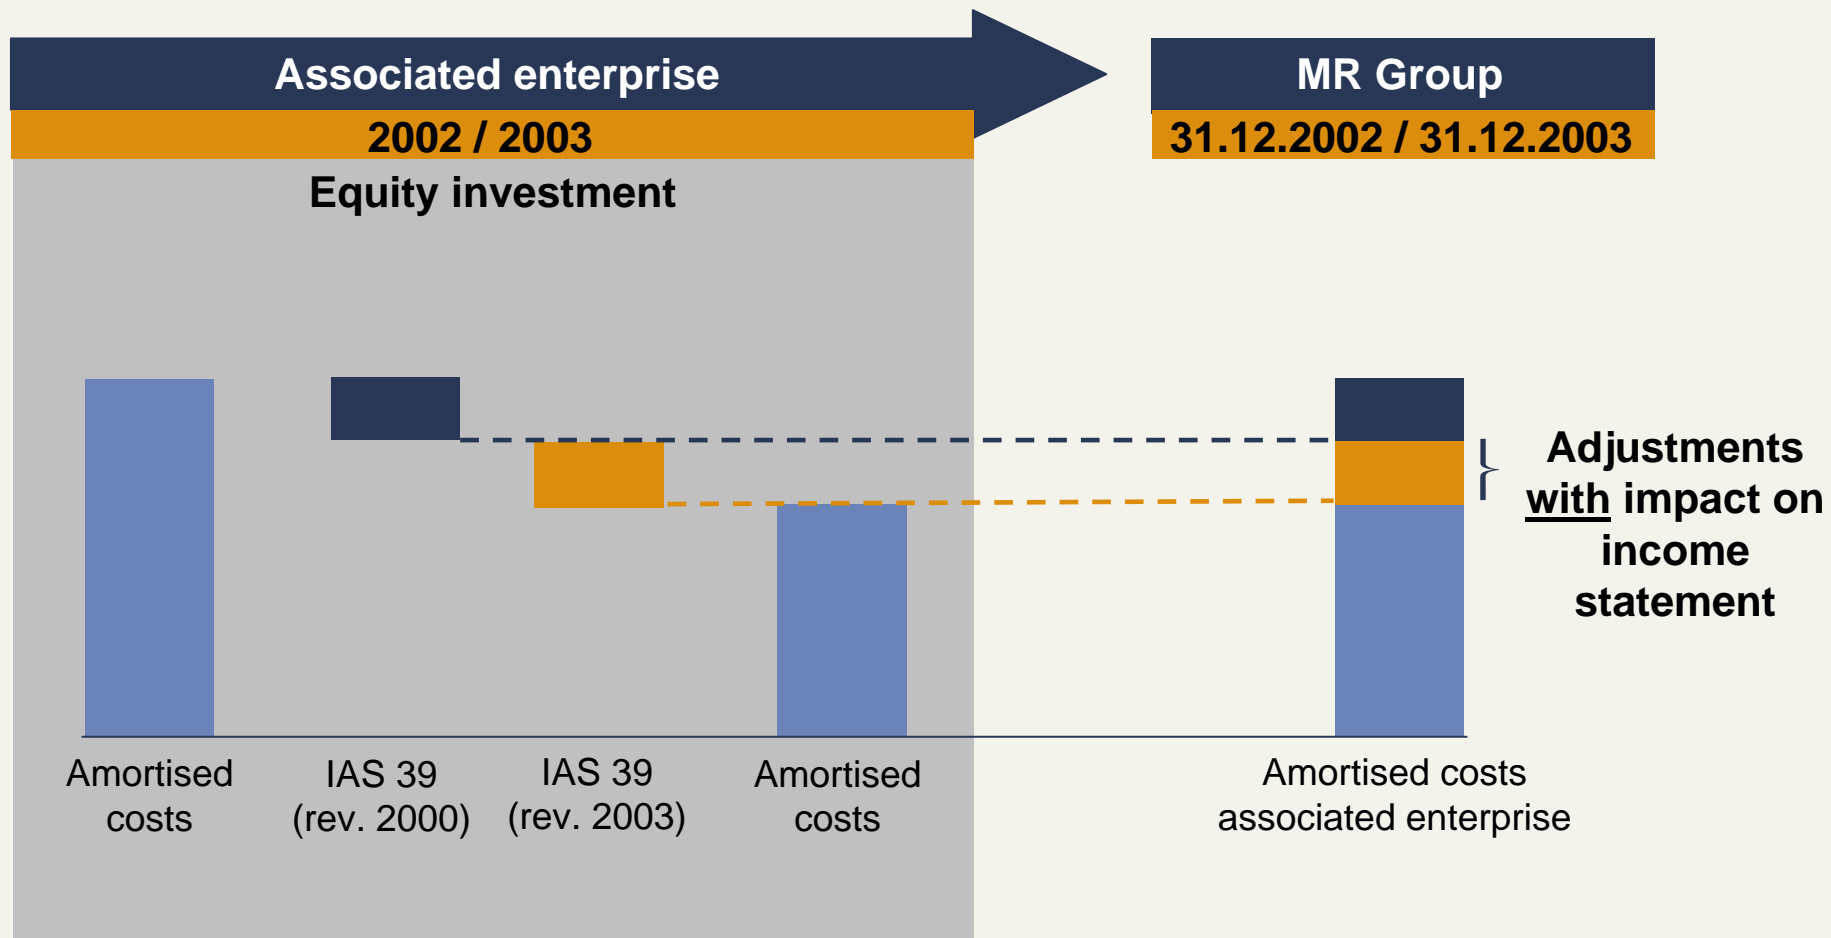 Associated enterprise
MR Group
2002 / 2003
31.12.2002 / 31.12.2003
Equity investment
Adjustments
with impact on
income
statement
Amortised
costs
IAS 39
(rev. 2000)
IAS 39
(rev. 2003)
Amortised
costs
Amortised costs
associated enterprise